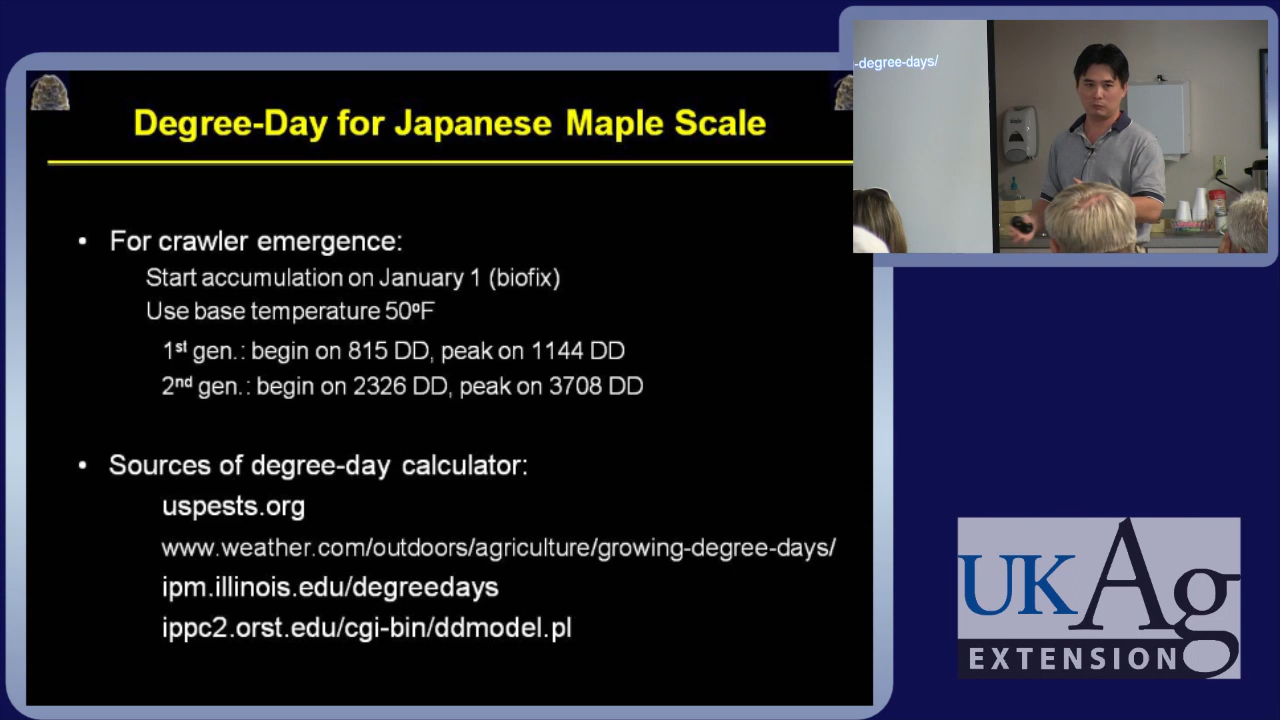 Degree-Day for Japanese Maple Scale
• For crawler emergence:
Start accumulation on January 1 (biofix)
Use base temperature 50ºF
1st gen.: begin on 815 DD, peak on 1144 DD
2nd gen.: begin on 2326 DD, peak on 3708 DD
• Sources of degree-day calculator:
uspests.org
www.weather.com/outdoors/agriculture/growing-degree-days/
ipm.illinois.edu/degreedays
ippc2.orst.edu/cgi-bin/ddmodel.pl
-degree-days/
UKAg
EXTENSION